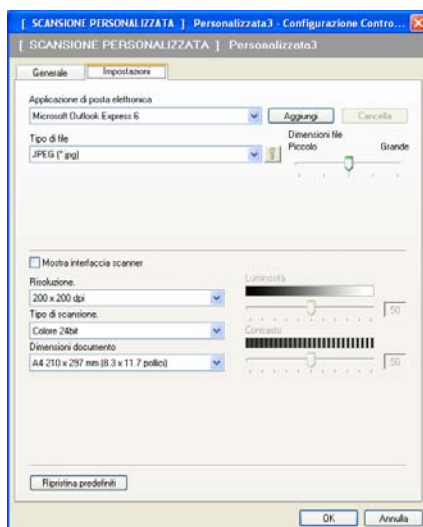 [ SCANSIONE PERSONALIZZATA ] Personalizzata3 - Configurazione Contro...
[ SCANSIONE PERSONALIZZATA ] Personalizzata3
Generale Impostazioni
Applicazione di posta elettronica
Microsoft Outlook Express 6 Aggiungi Cancella
Tipo di file Dimensioni file
JPEG (*.jpg) Piccolo Grande
Mostra interfaccia scanner
Risoluzione. Luminosità
200 x 200 dpi 50
Tipo di scansione.
Colore 24bit Contrasto
Dimensioni documento
A4 210 x 297 mm (8.3 x 11.7 pollici) 50
Ripristina predefiniti
OK Annulla